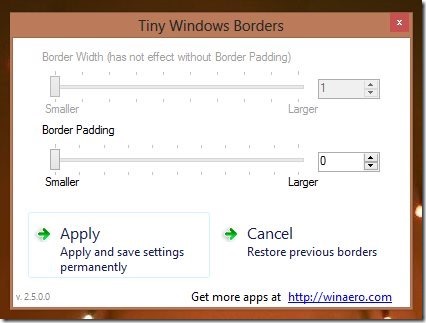 Tiny Windows Borders
x
Border Width (has not effect without Border Padding)
1
Smaller Larger
Border Padding
0
Smaller Larger
Apply
Apply and save settings
permanently
Cancel
Restore previous borders
v. 2.5.0.0
Get more apps at http://winaero.com